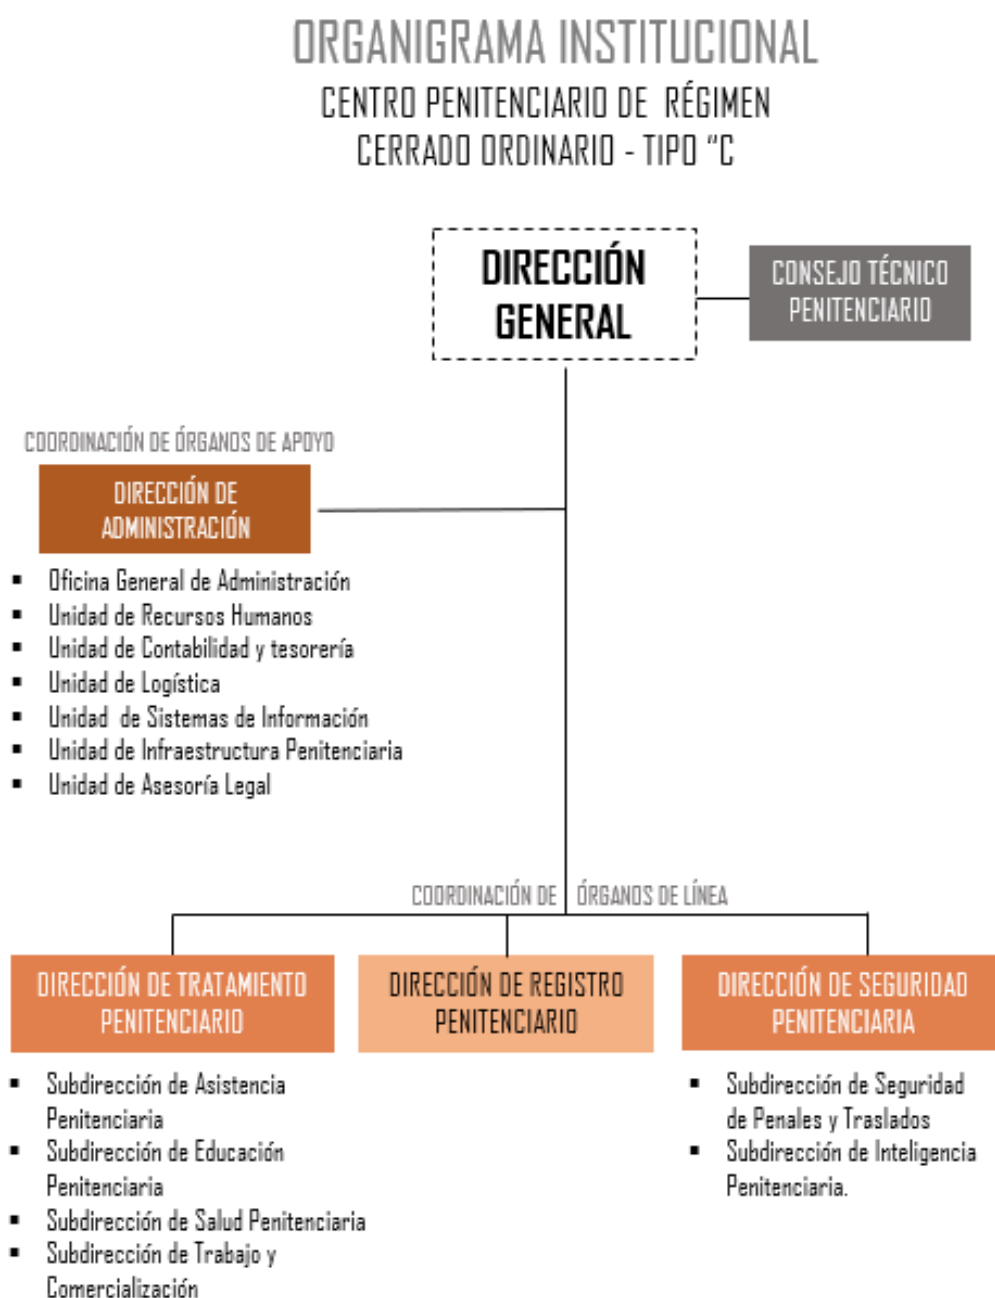 ORGANIGRAMA INSTITUCIONAL
CENTRO PENITENCIARIO DE RÉGIMEN
CERRADO ORDINARIO - TIPO “C
DIRECCIÓN
GENERAL
CONSEJO TÉCNICO
PENITENCIARIO
COORDINACIÓN DE ÓRGANOS DE APOYO
DIRECCIÓN DE
ADMINISTRACIÓN
▪ Oficina General de Administración
▪ Unidad de Recursos Humanos
▪ Unidad de Contabilidad y tesorería
▪ Unidad de Logística
▪ Unidad de Sistemas de Información
▪ Unidad de Infraestructura Penitenciaria
▪ Unidad de Asesoría Legal
COORDINACIÓN DE ÓRGANOS DE LÍNEA
DIRECCIÓN DE TRATAMIENTO
PENITENCIARIO
▪ Subdirección de Asistencia
Penitenciaria
▪ Subdirección de Educación
Penitenciaria
▪ Subdirección de Salud Penitenciaria
▪ Subdirección de Trabajo y
Comercialización
DIRECCIÓN DE REGISTRO
PENITENCIARIO
DIRECCIÓN DE SEGURIDAD
PENITENCIARIA
▪ Subdirección de Seguridad
de Penales y Traslados
▪ Subdirección de Inteligencia
Penitenciaria.